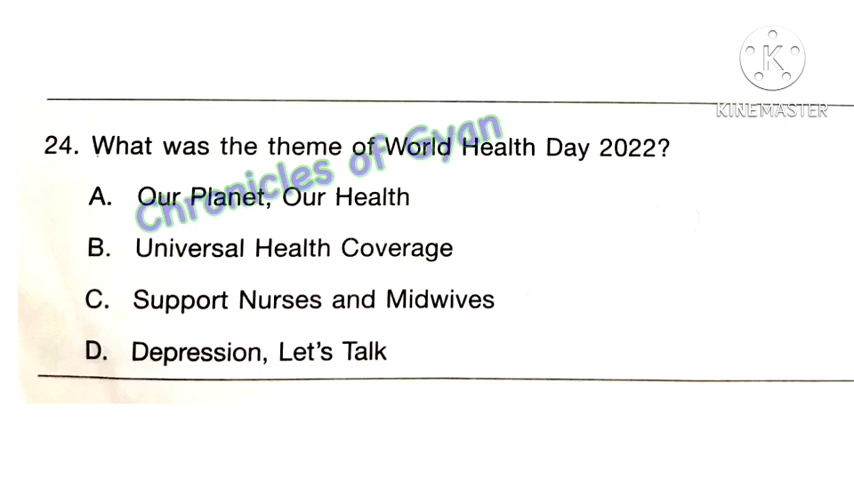 K
KINEMASTER
24. What was the theme of World Health Day 2022?
Chronicles of Gyan
A. Our Planet, Our Health
B. Universal Health Coverage
C. Support Nurses and Midwives
D. Depression, Let's Talk